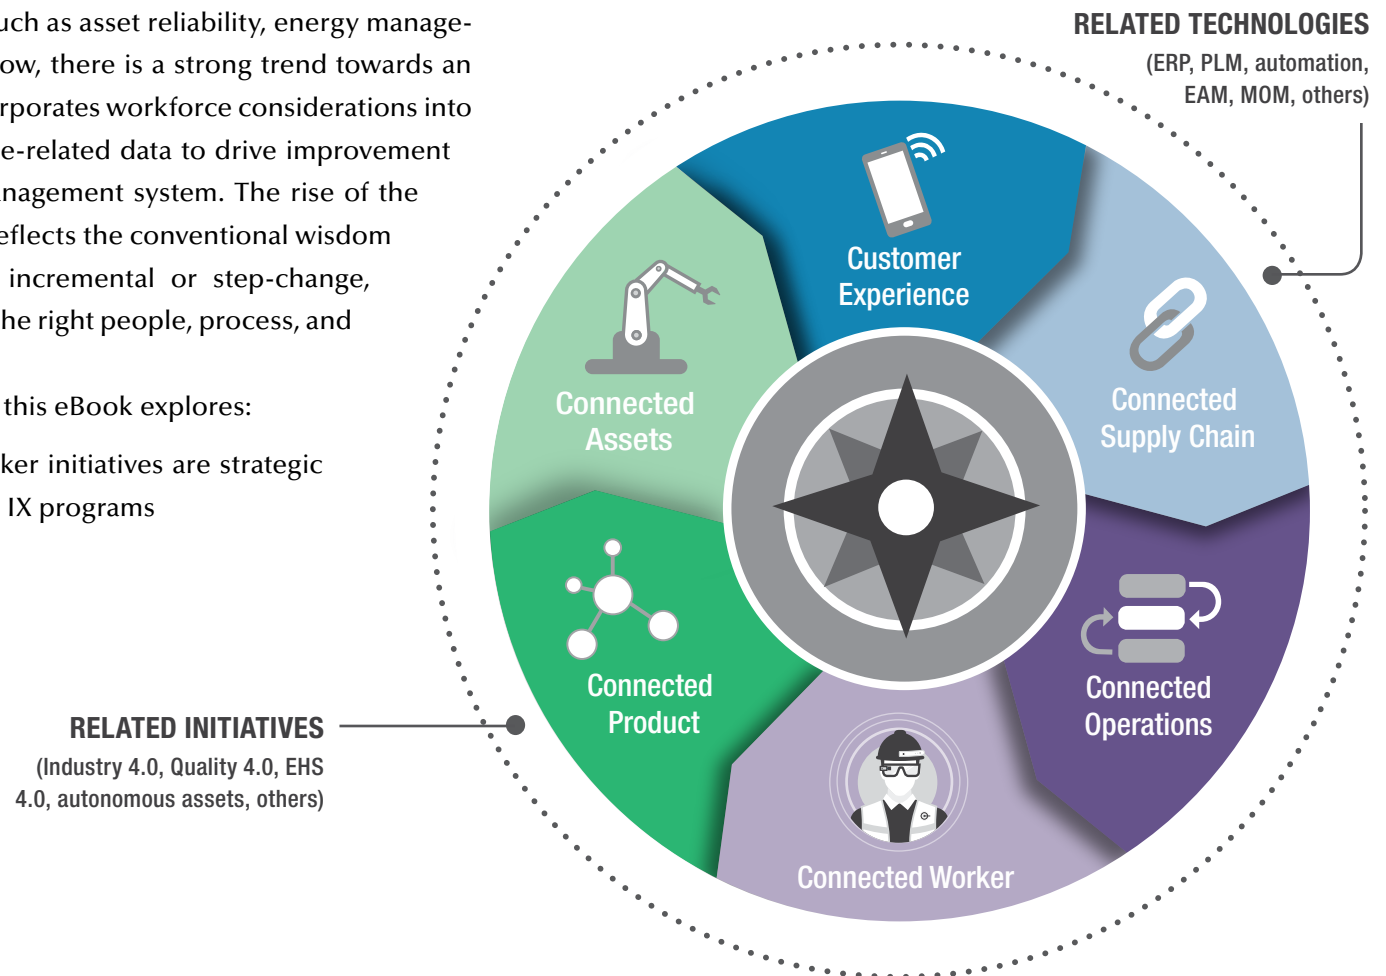 uch as asset reliability, energy manage-
ow, there is a strong trend towards an
orporates workforce considerations into
e-related data to drive improvement
nagement system. The rise of the
eflects the conventional wisdom
incremental or step-change,
he right people, process, and
this eBook explores:
ker initiatives are strategic
IX programs
RELATED TECHNOLOGIES
(ERP, PLM, automation,
EAM, MOM, others)
Customer
Experience
Connected
Supply Chain
Connected
Operations
Connected Worker
Connected
Product
Connected
Assets
RELATED INITIATIVES
(Industry 4.0, Quality 4.0, EHS
4.0, autonomous assets, others)